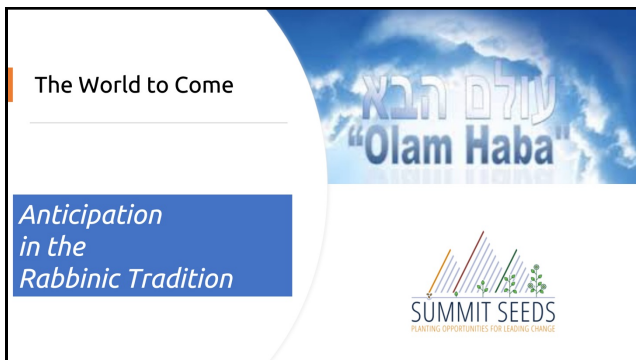 The World to Come
Anticipation
in the
Rabbinic Tradition
עולם הבא
"Olam Haba"
SUMMIT SEEDS
PLANTING OPPORTUNITIES FOR LEADING CHANGE